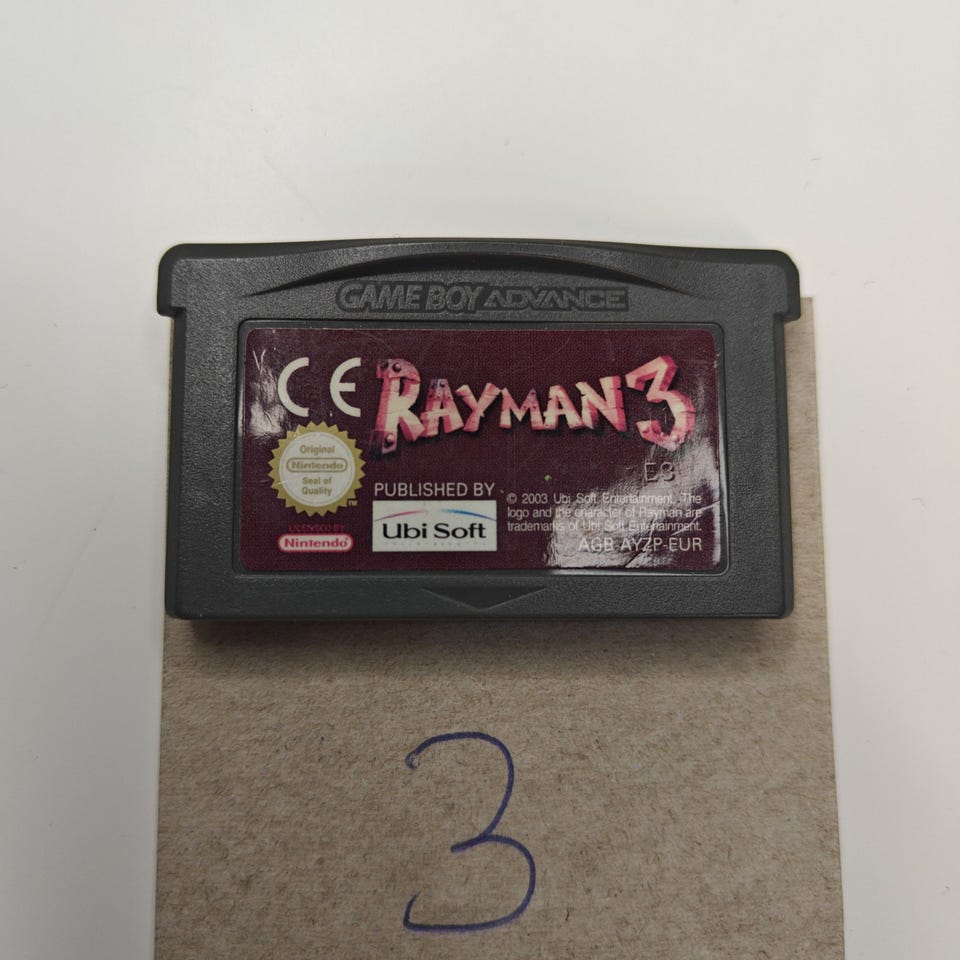 GAME BOY ADVANCE
CE
RAYMAN 3
Original
Nintendo
Seal of
Quality
TM
LICENSED BY
Nintendo
PUBLISHED BY
Ubi Soft
© 2003 Ubi Soft Entertainment. The
logo and the character of Rayman are
trademarks of Ubi Soft Entertainment.
AGB-AYZP-EUR
3